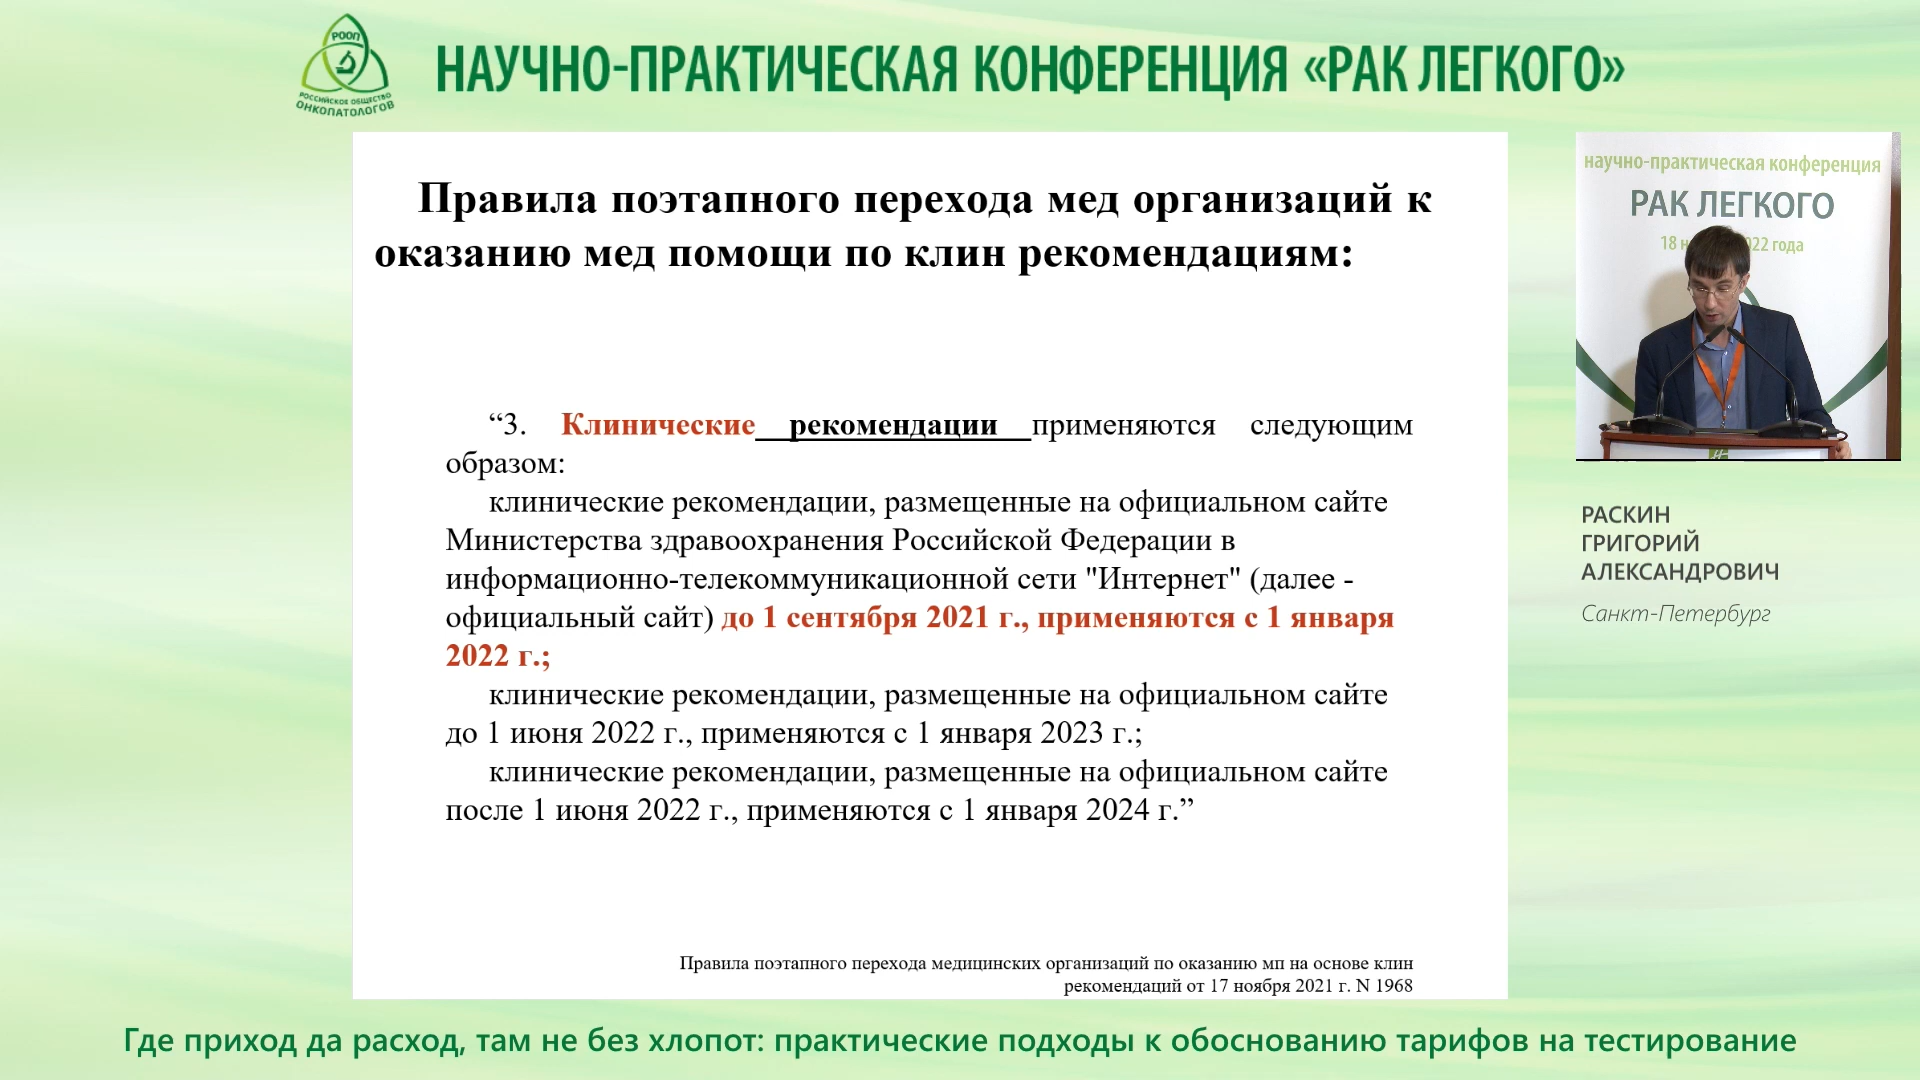 РООП
РОССИЙСКОЕ ОБЩЕСТВО
ОНКОПАТОЛОГОВ
НАУЧНО-ПРАКТИЧЕСКАЯ КОНФЕРЕНЦИЯ «РАК ЛЕГКОГО»
Правила поэтапного перехода мед организаций к
оказанию мед помощи по клин рекомендациям:
“3. Клинические рекомендации применяются следующим
образом:
клинические рекомендации, размещенные на официальном сайте
Министерства здравоохранения Российской Федерации в
информационно-телекоммуникационной сети "Интернет" (далее -
официальный сайт) до 1 сентября 2021 г., применяются с 1 января
2022 г.;
клинические рекомендации, размещенные на официальном сайте
до 1 июня 2022 г., применяются с 1 января 2023 г.;
клинические рекомендации, размещенные на официальном сайте
после 1 июня 2022 г., применяются с 1 января 2024 г.”
Правила поэтапного перехода медицинских организаций по оказанию мп на основе клин
рекомендаций от 17 ноября 2021 г. N 1968
научно-практическая конференция
РАК ЛЕГКОГО
18 н 022 года
РАСКИН
ГРИГОРИЙ
АЛЕКСАНДРОВИЧ
Санкт-Петербург
Где приход да расход, там не без хлопот: практические подходы к обоснованию тарифов на тестирование